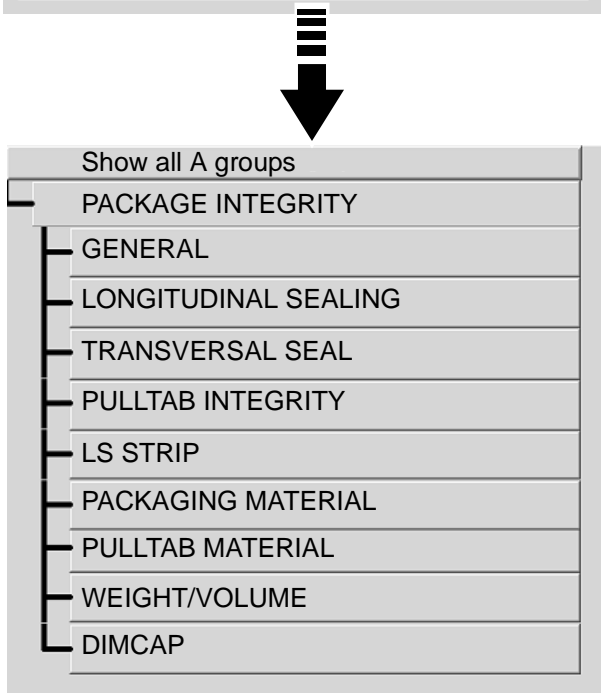 Show all A groups
PACKAGE INTEGRITY
GENERAL
LONGITUDINAL SEALING
TRANSVERSAL SEAL
PULLTAB INTEGRITY
LS STRIP
PACKAGING MATERIAL
PULLTAB MATERIAL
WEIGHT/VOLUME
DIMCAP